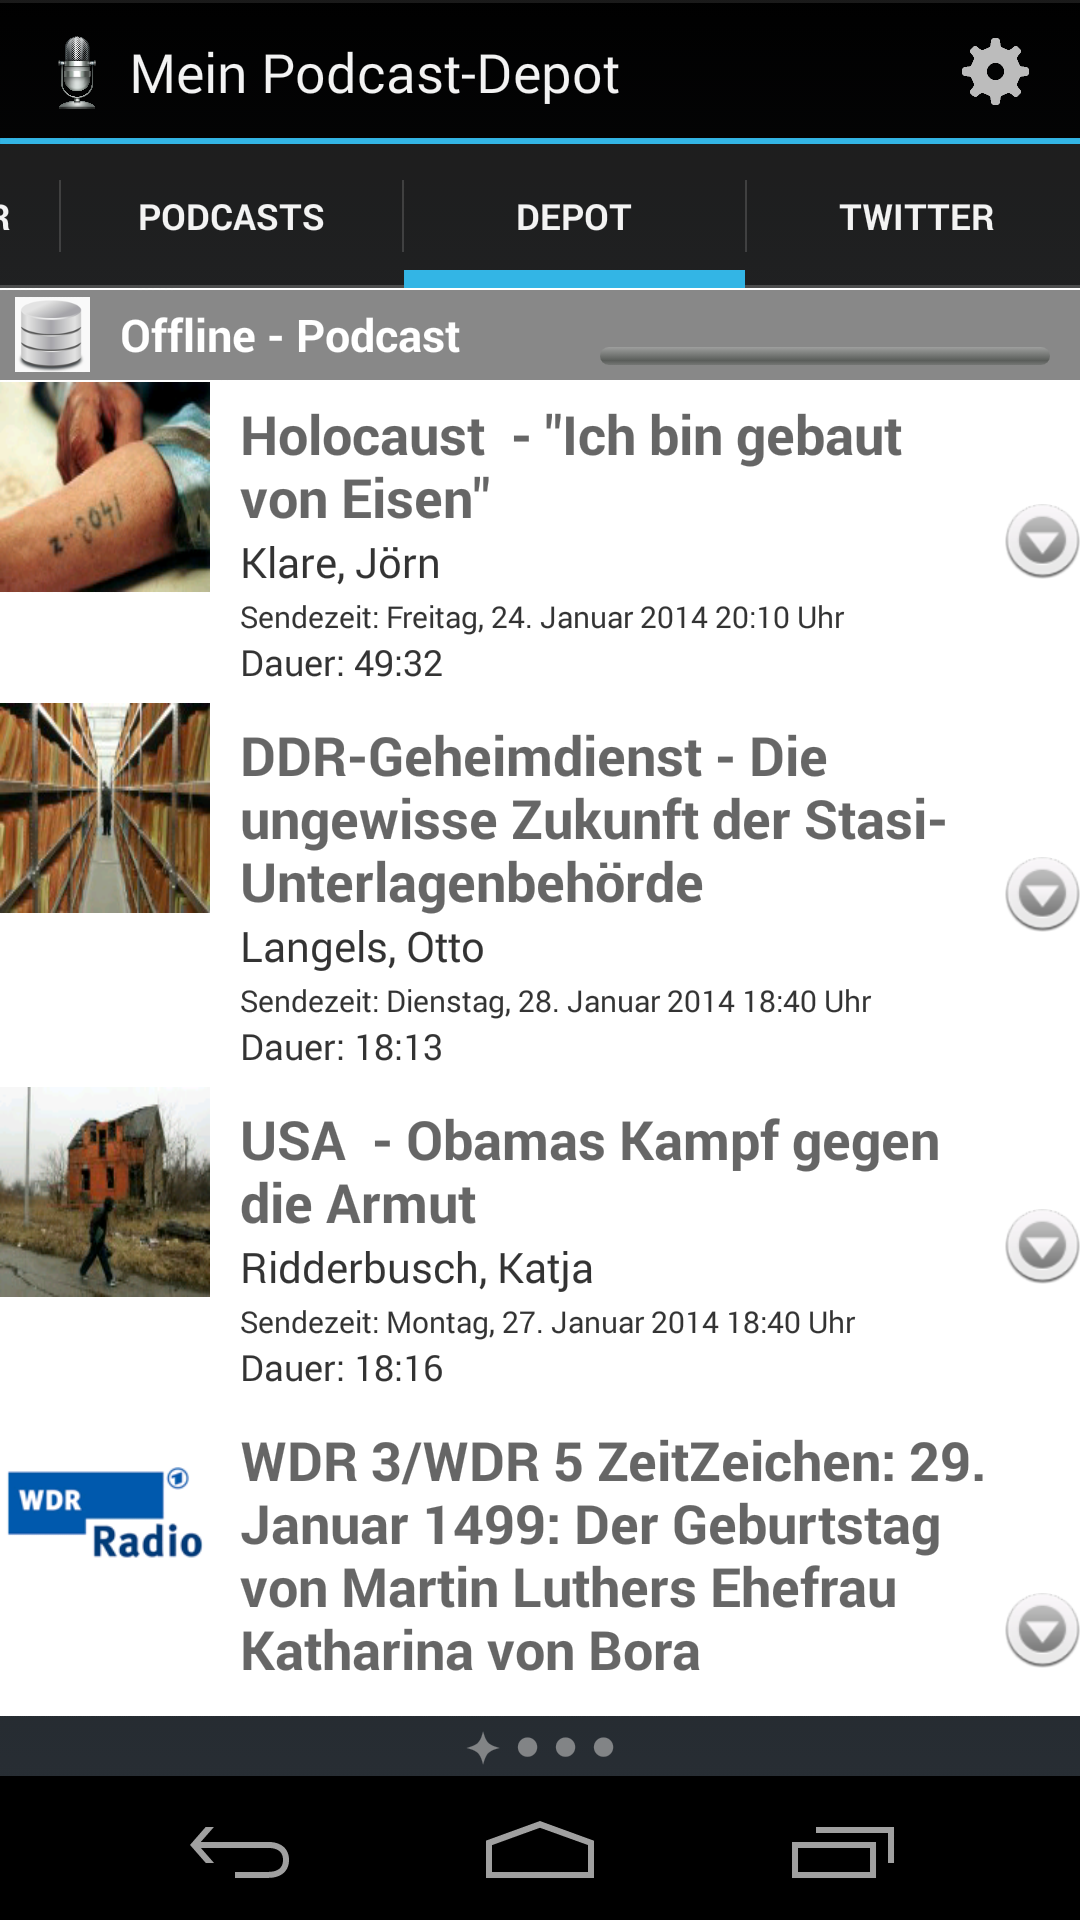 Mein Podcast-Depot
R PODCASTS DEPOT TWITTER
Offline - Podcast
Holocaust - "Ich bin gebaut
von Eisen"
Klare, Jörn
Sendezeit: Freitag, 24. Januar 2014 20:10 Uhr
Dauer: 49:32
DDR-Geheimdienst - Die
ungewisse Zukunft der Stasi-
Unterlagenbehörde
Langels, Otto
Sendezeit: Dienstag, 28. Januar 2014 18:40 Uhr
Dauer: 18:13
USA - Obamas Kampf gegen
die Armut
Ridderbusch, Katja
Sendezeit: Montag, 27. Januar 2014 18:40 Uhr
Dauer: 18:16
WDR
Radio
WDR 3/WDR 5 ZeitZeichen: 29.
Januar 1499: Der Geburtstag
von Martin Luthers Ehefrau
Katharina von Bora